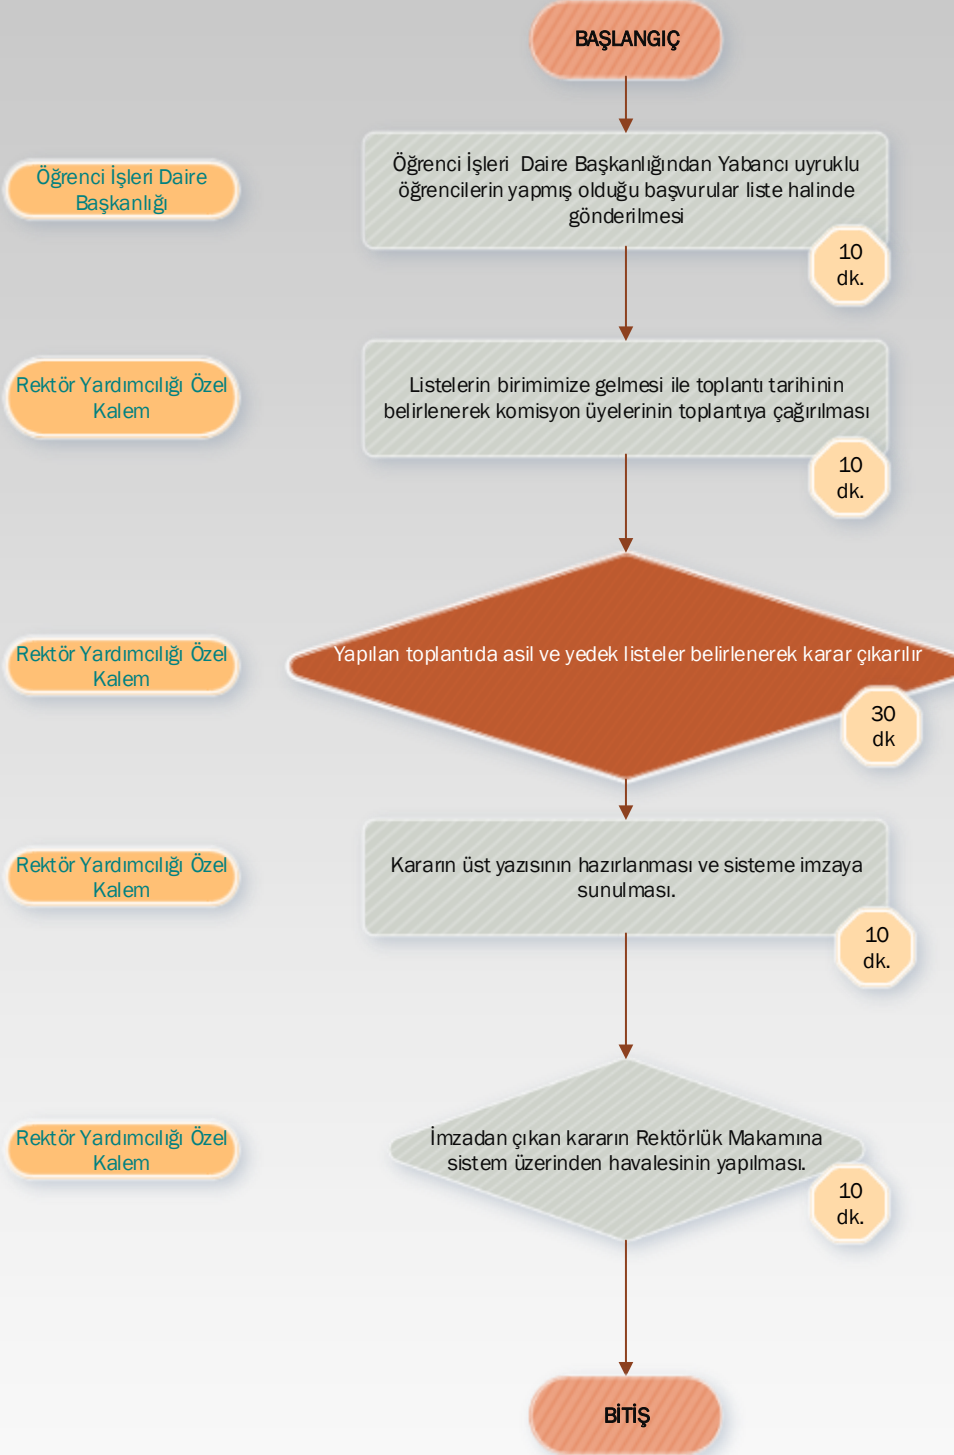 BAŞLANGIÇ
Öğrenci İşleri Daire
Başkanlığı
Öğrenci İşleri  Daire Başkanlığından Yabancı uyruklu
öğrencilerin yapmış olduğu başvurular liste halinde
gönderilmesi
10
dk.
Rektör Yardımcılığı Özel
Kalem
Listelerin birimimize gelmesi ile toplantı tarihinin
belirlenerek komisyon üyelerinin toplantıya çağırılması
10
dk.
Rektör Yardımcılığı Özel
Kalem
Yapılan toplantıda asil ve yedek listeler belirlenerek karar çıkarılır
30
dk
Rektör Yardımcılığı Özel
Kalem
Kararın üst yazısının hazırlanması ve sisteme imzaya
sunulması.
10
dk.
Rektör Yardımcılığı Özel
Kalem
İmzadan çıkan kararın Rektörlük Makamına
sistem üzerinden havalesinin yapılması.
10
dk.
BİTİŞ